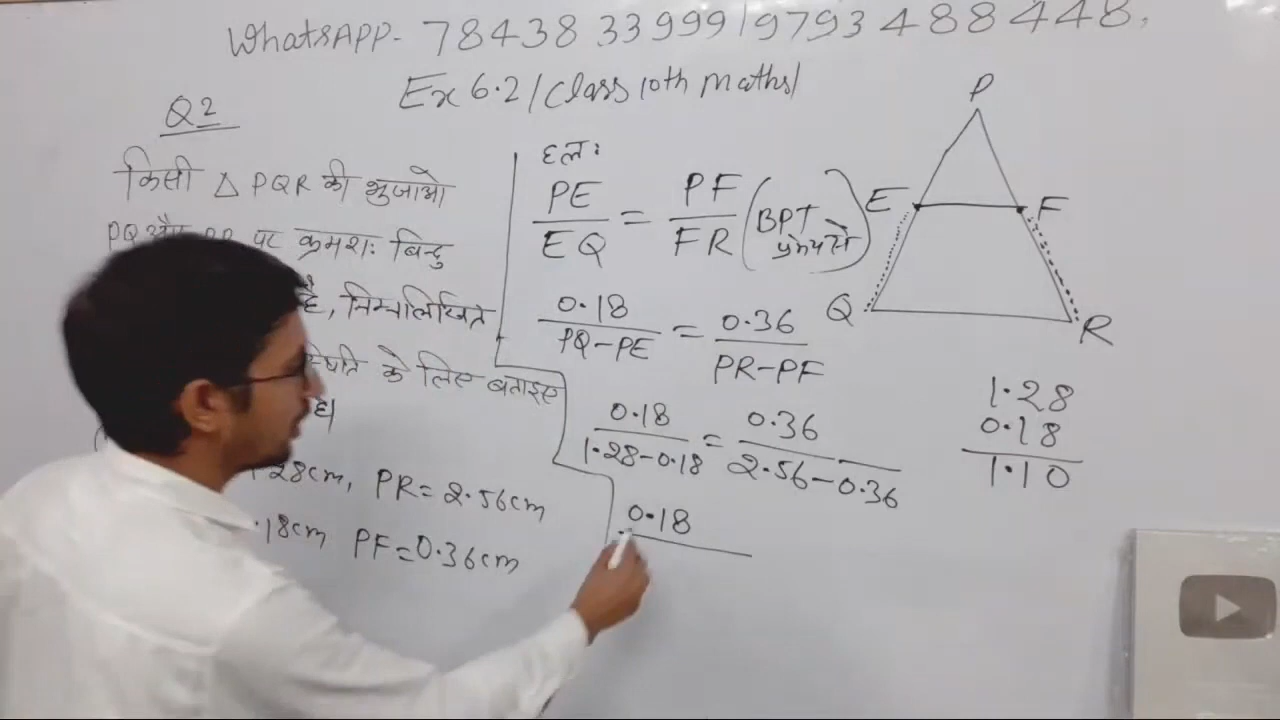 WhatsAPP- 78438 33999/9793 488 448,
Ex 6.2/Class 10th maths/
Q2
किसी △ PQR की भुजाओ
PQ और PR पर क्रमशः बिन्दु
है, निम्नलिखित
स्थिति के लिए बताइए
28cm, PR = 2.56cm
.18cm PF = 0.36cm
हल:
PE/EQ = PF/FR (BPT प्रमेय से)
0.18/PQ-PE = 0.36/PR-PF
0.18/1.28-0.18 = 0.36/2.56-0.36
0.18
P
E F
Q R
1.28
0.18
1.10